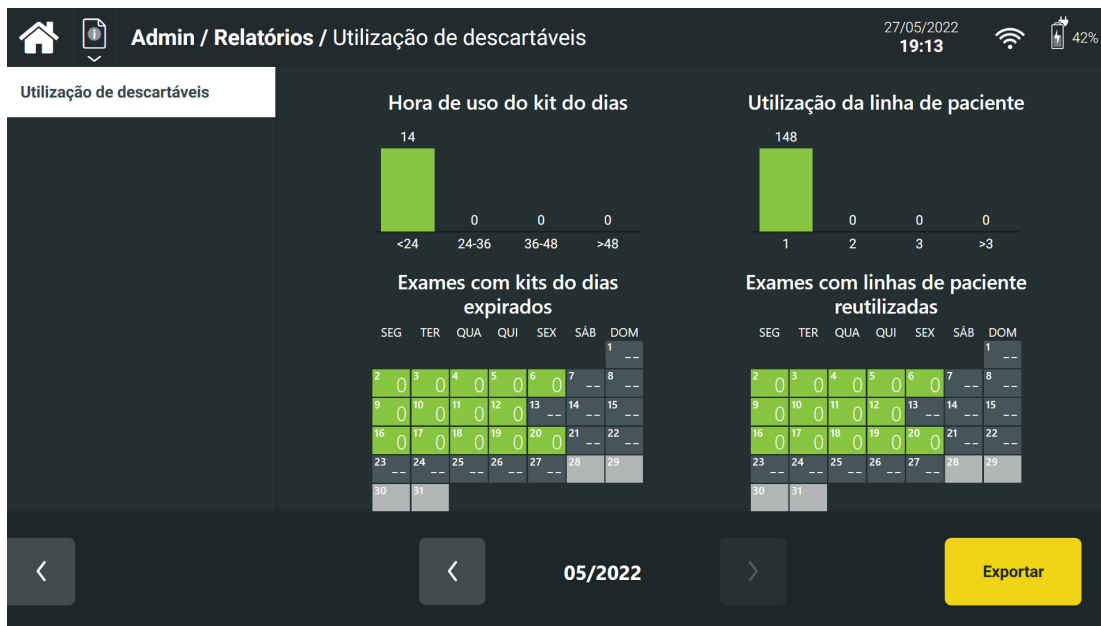 Admin / Relatórios / Utilização de descartáveis
27/05/2022
19:13
42%
Utilização de descartáveis
Hora de uso do kit do dias
14
0
0
0
<24
24-36
36-48
>48
Utilização da linha de paciente
148
0
0
0
1
2
3
>3
Exames com kits do dias
expirados
SEG TER QUA QUI SEX SÁB DOM
1 --
2 0 3 0 4 0 5 0 6 0 7 -- 8 --
9 0 10 0 11 0 12 0 13 -- 14 -- 15 --
16 0 17 0 18 0 19 0 20 0 21 -- 22 --
23 -- 24 -- 25 -- 26 -- 27 -- 28 29
30 31
Exames com linhas de paciente
reutilizadas
SEG TER QUA QUI SEX SÁB DOM
1 --
2 0 3 0 4 0 5 0 6 0 7 -- 8 --
9 0 10 0 11 0 12 0 13 -- 14 -- 15 --
16 0 17 0 18 0 19 0 20 0 21 -- 22 --
23 -- 24 -- 25 -- 26 -- 27 -- 28 29
30 31
05/2022
Exportar